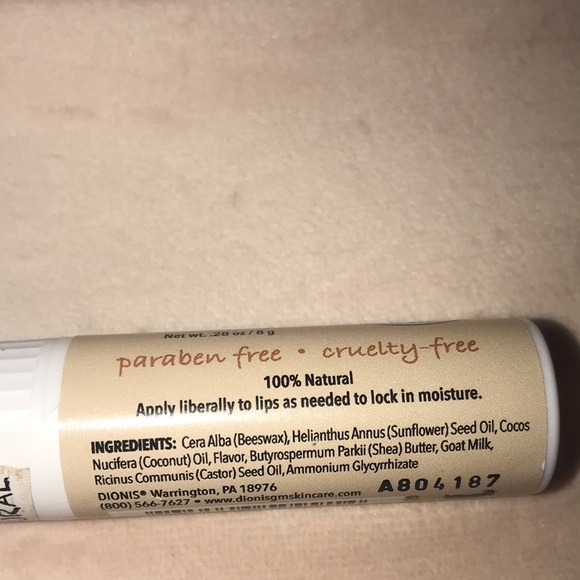 Net wt. .28 oz / 8 g
paraben free • cruelty-free
100% Natural
Apply liberally to lips as needed to lock in moisture.
INGREDIENTS: Cera Alba (Beeswax), Helianthus Annus (Sunflower) Seed Oil, Cocos
Nucifera (Coconut) Oil, Flavor, Butyrospermum Parkii (Shea) Butter, Goat Milk,
Ricinus Communis (Castor) Seed Oil, Ammonium Glycyrrhizate
DIONIS® Warrington, PA 18976
(800) 566-7627 • www.dionisgmskincare.com
A804187